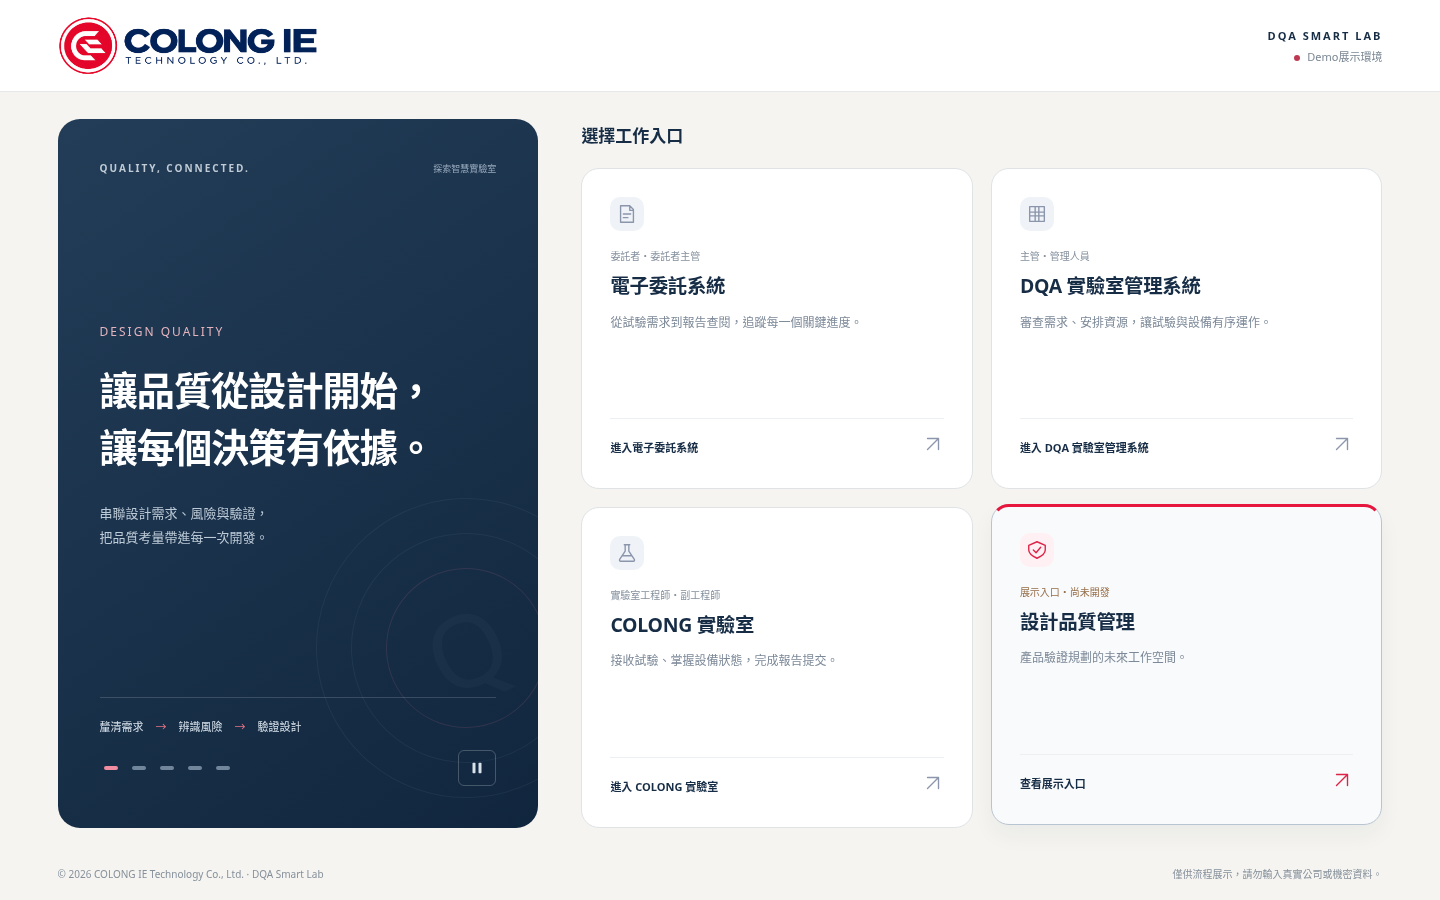 COLONG IE
TECHNOLOGY CO., LTD.
DQA SMART LAB
Demo展示環境
QUALITY, CONNECTED.
探索智慧實驗室
DESIGN QUALITY
讓品質從設計開始，
讓每個決策有依據。
串聯設計需求、風險與驗證，
把品質考量帶進每一次開發。
Q
釐清需求 → 辨識風險 → 驗證設計
選擇工作入口
委託者・委託者主管
電子委託系統
從試驗需求到報告查閱，追蹤每一個關鍵進度。
進入電子委託系統
主管・管理人員
DQA 實驗室管理系統
審查需求、安排資源，讓試驗與設備有序運作。
進入 DQA 實驗室管理系統
實驗室工程師・副工程師
COLONG 實驗室
接收試驗、掌握設備狀態，完成報告提交。
進入 COLONG 實驗室
展示入口・尚未開發
設計品質管理
產品驗證規劃的未來工作空間。
查看展示入口
© 2026 COLONG IE Technology Co., Ltd. · DQA Smart Lab
僅供流程展示，請勿輸入真實公司或機密資料。